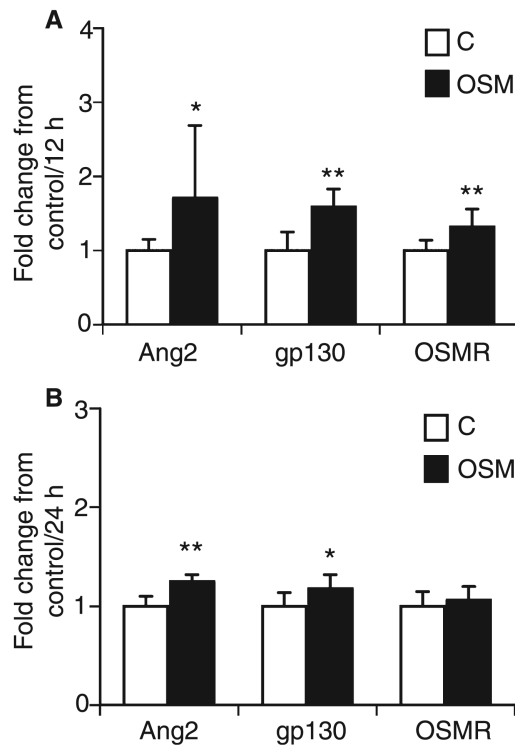 A
Fold change from
control/12 h
4
3
2
1
0
C
OSM
*
**
**
Ang2
gp130
OSMR
B
Fold change from
control/24 h
3
2
1
0
C
OSM
**
*
Ang2
gp130
OSMR